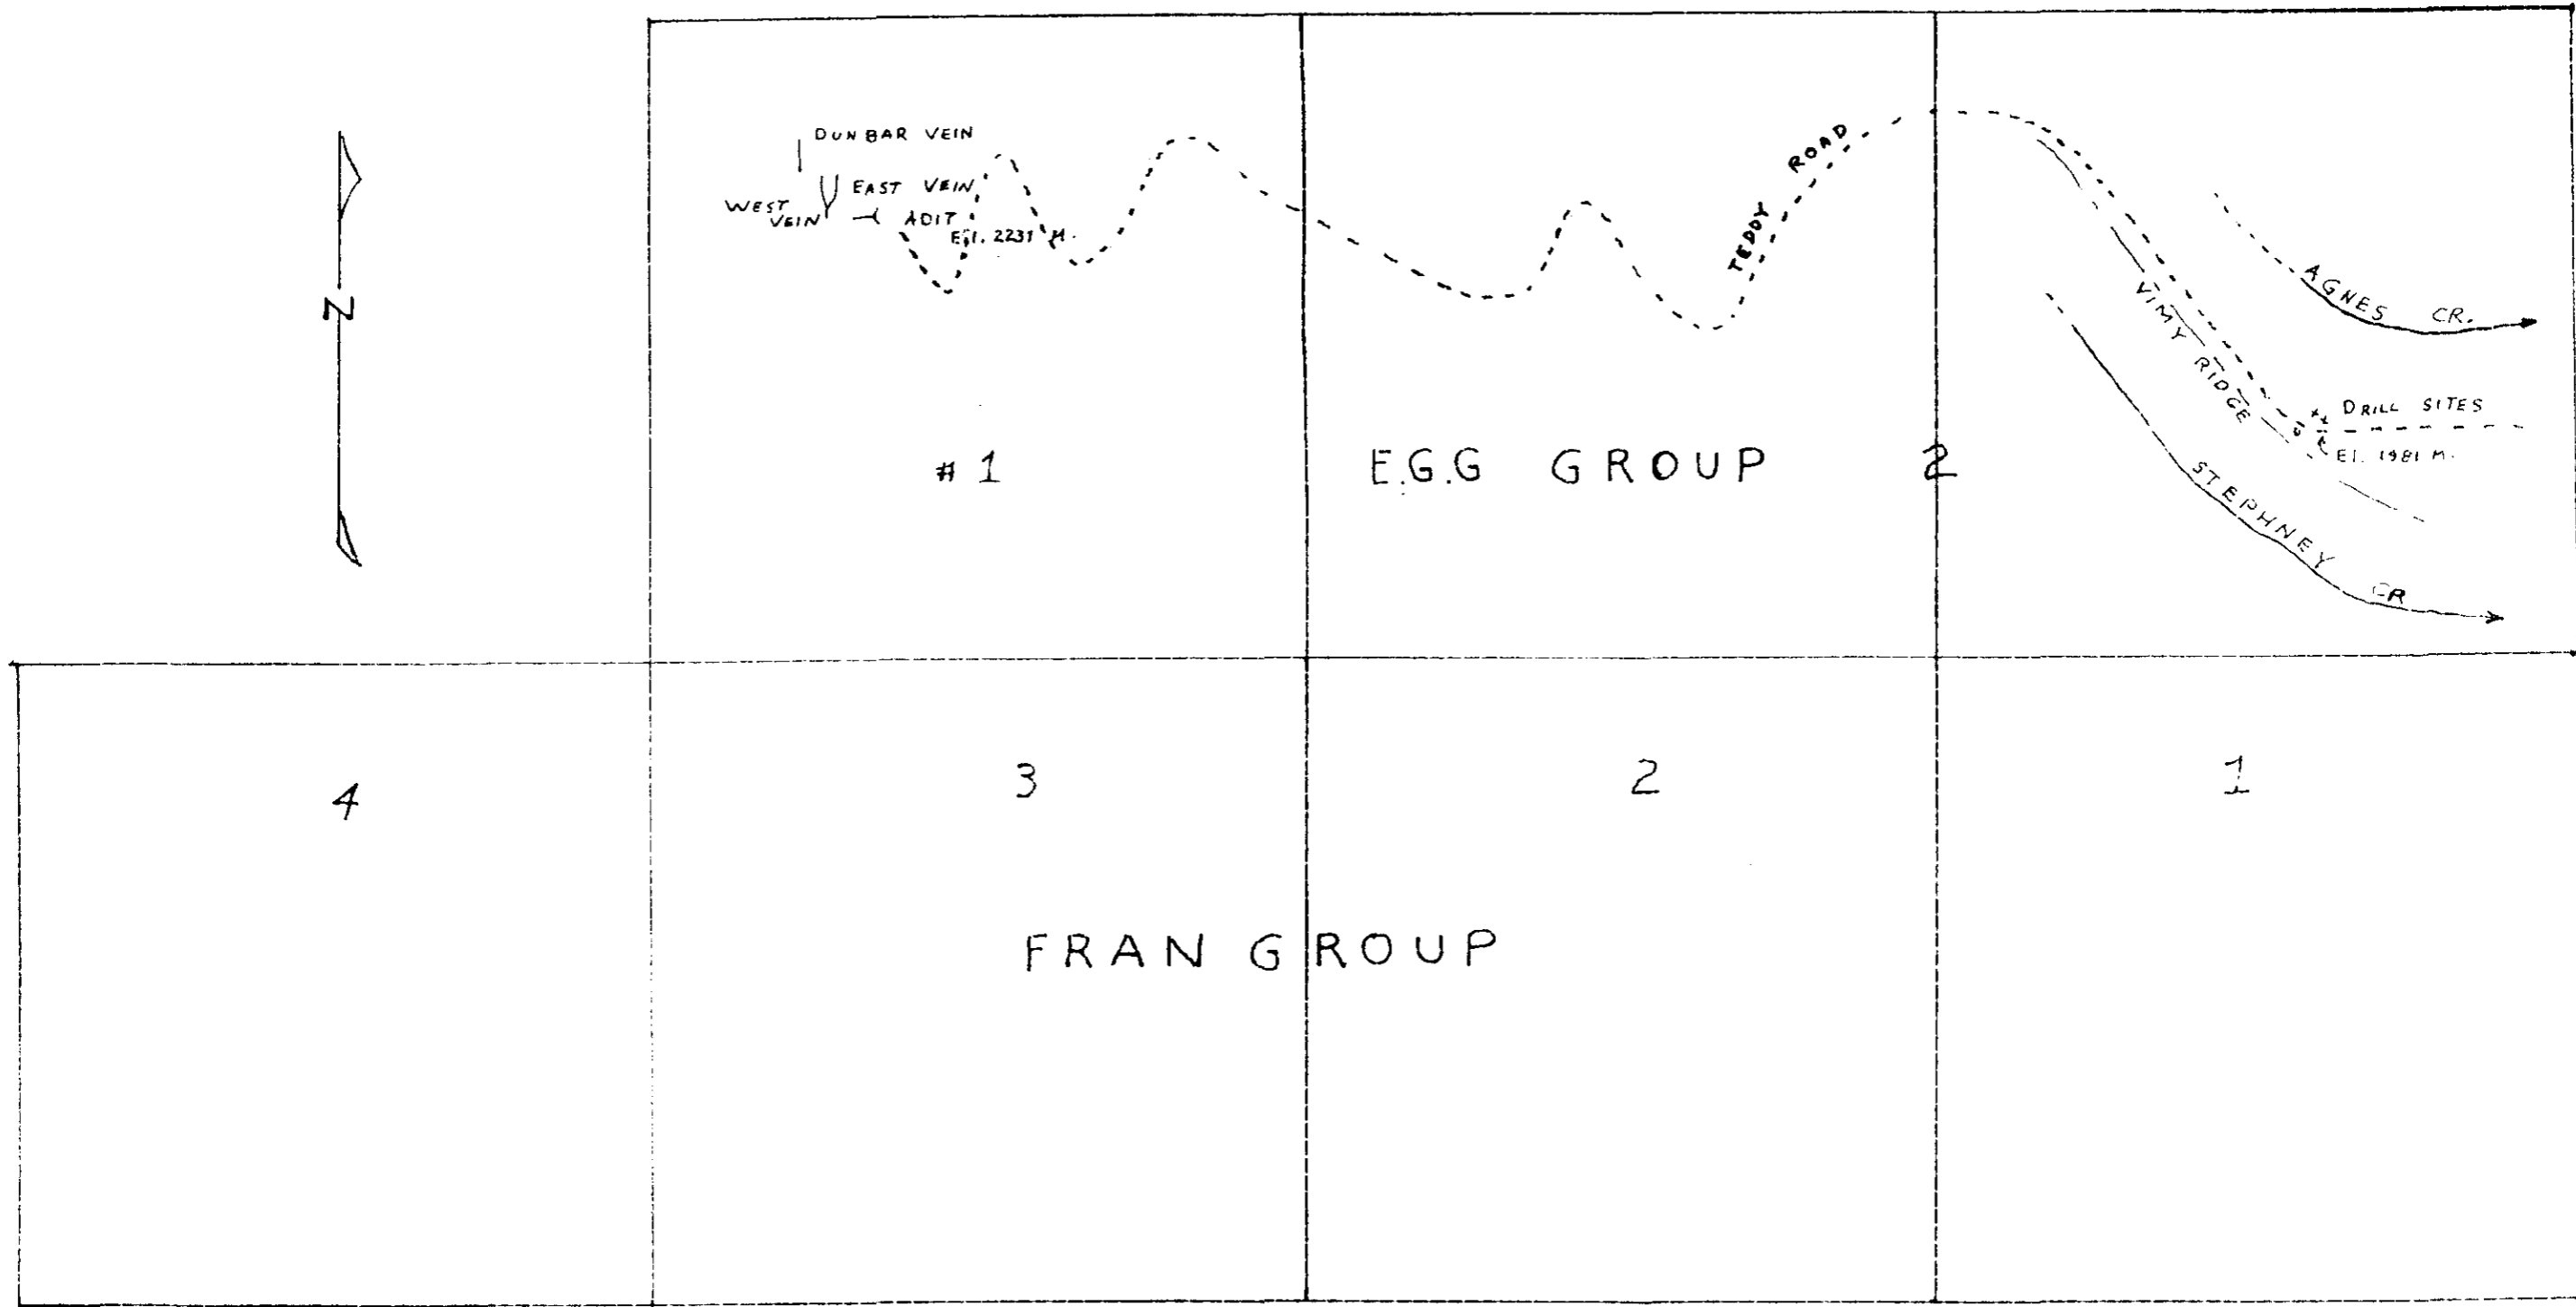 N
DUNBAR VEIN
EAST VEIN
WEST VEIN
ADIT
El. 2231 M.
TEDDY ROAD
AGNES CR.
VIMY RIDGE
DRILL SITES
El. 1981 M.
STEPHNEY CR
# 1
E.G.G GROUP 2
4
3
2
1
FRAN GROUP